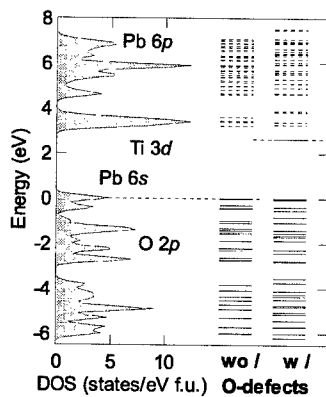 8
Pb 6p
6
4
Ti 3d
2
Pb 6s
0
O 2p
-2
-4
-6
Energy (eV)
0 5 10 wo / w /
DOS (states/eV f.u.) O-defects